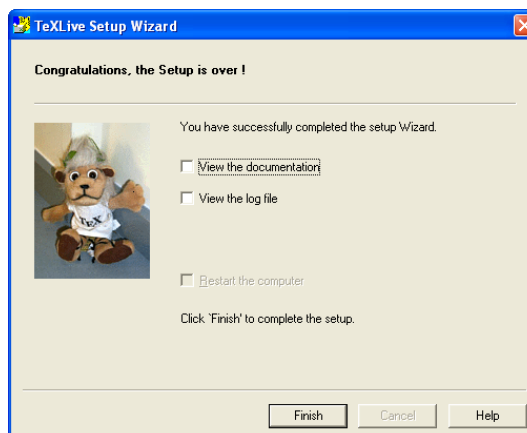 TeXLive Setup Wizard
Congratulations, the Setup is over !
You have successfully completed the setup Wizard.
View the documentation
View the log file
TEX
Restart the computer
Click `Finish' to complete the setup.
Finish Cancel Help